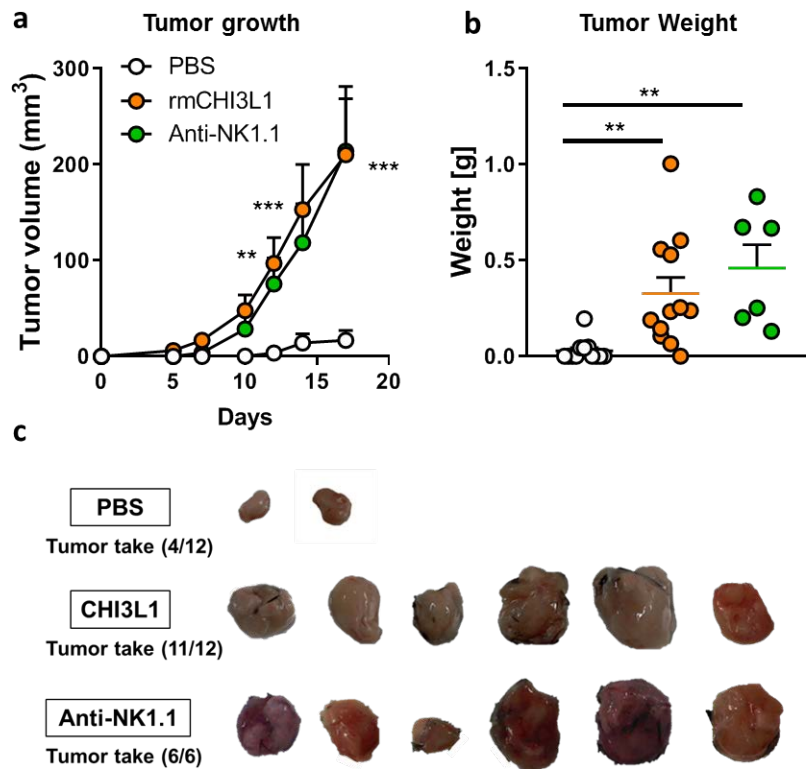 a
Tumor growth
Tumor volume (mm³)
300
200
100
0
PBS
rmCHI3L1
Anti-NK1.1
**
***
***
0
5
10
15
20
Days
b
Tumor Weight
Weight [g]
1.5
1.0
0.5
0.0
**
**
c
PBS
Tumor take (4/12)
CHI3L1
Tumor take (11/12)
Anti-NK1.1
Tumor take (6/6)